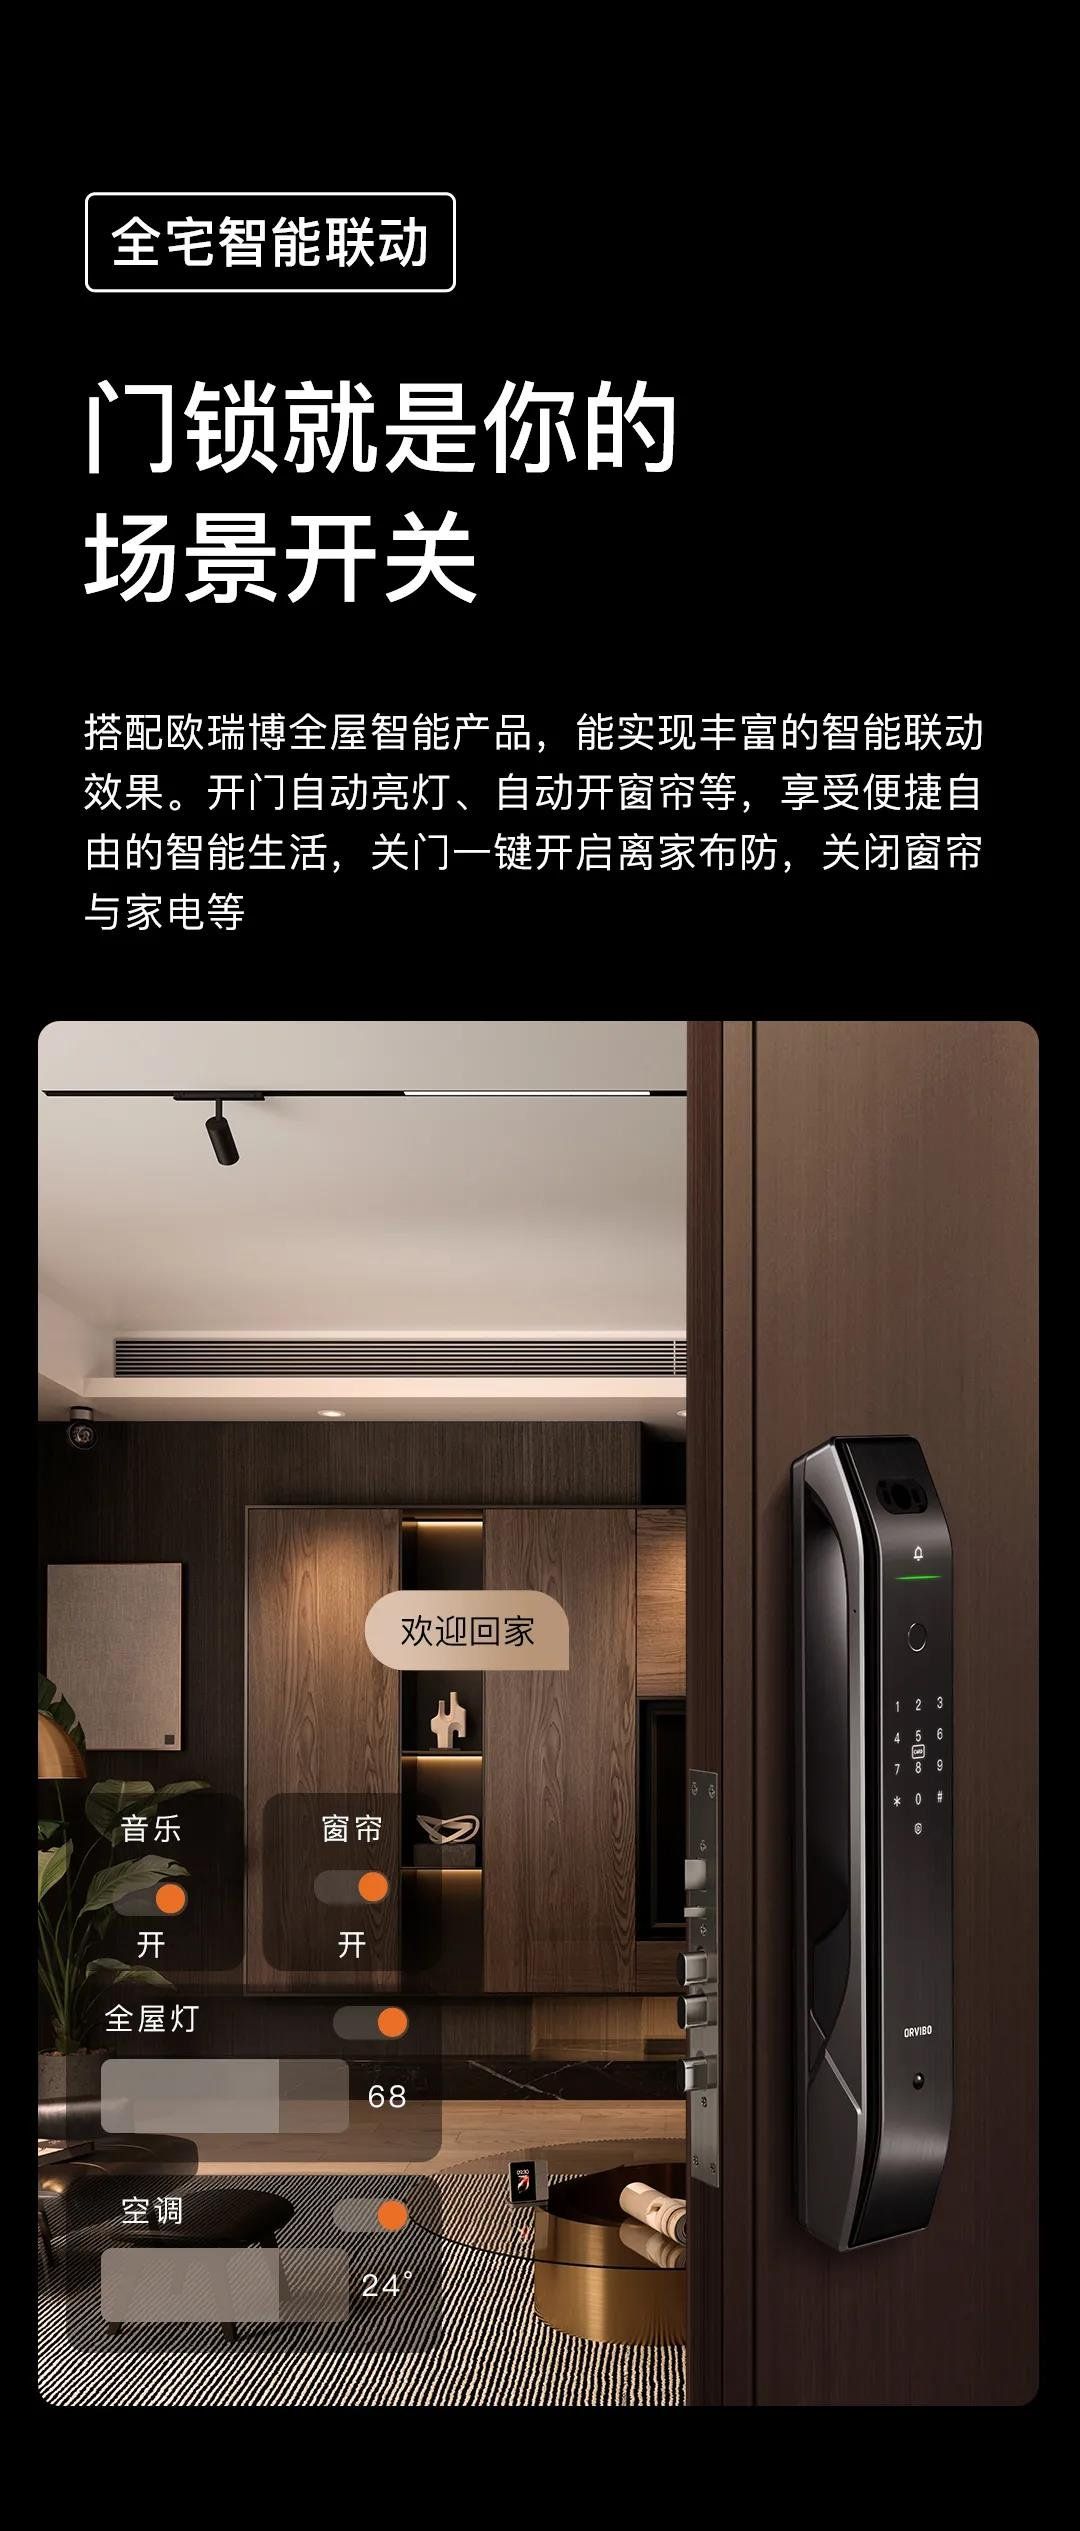 全宅智能联动
门锁就是你的
场景开关
搭配欧瑞博全屋智能产品，能实现丰富的智能联动
效果。开门自动亮灯、自动开窗帘等，享受便捷自
由的智能生活，关门一键开启离家布防，关闭窗帘
与家电等
欢迎回家
1 2 3
4 5 6
CARD
7 8 9
* 0 #
音乐 窗帘
开 开
全屋灯
68
ORVIBO
空调
24°